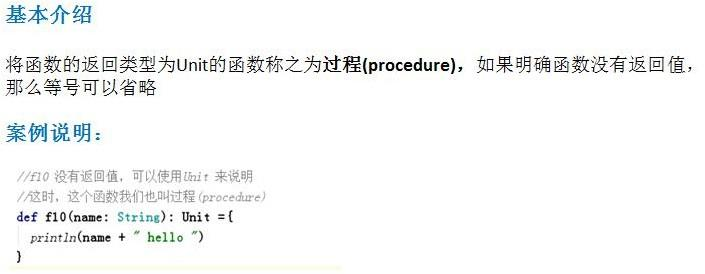 基本介绍
将函数的返回类型为Unit的函数称之为过程(procedure)，如果明确函数没有返回值，
那么等号可以省略
案例说明：
//f10 没有返回值，可以使用Unit 来说明
//这时，这个函数我们也叫过程(procedure)
def f10(name: String): Unit ={
println(name + " hello ")
}